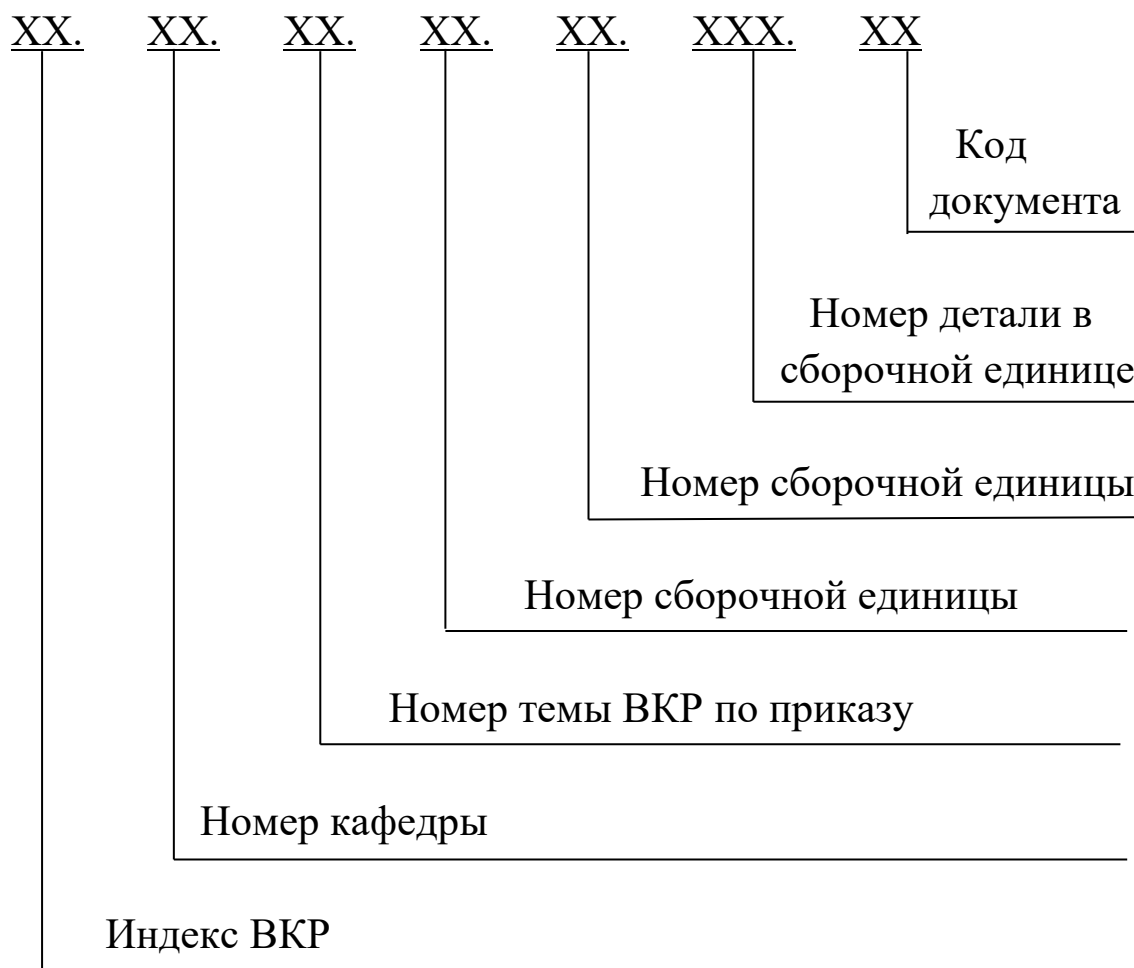 XX. XX. XX. XX. XX. XXX. XX
Код
документа
Номер детали в
сборочной единице
Номер сборочной единицы
Номер сборочной единицы
Номер темы ВКР по приказу
Номер кафедры
Индекс ВКР